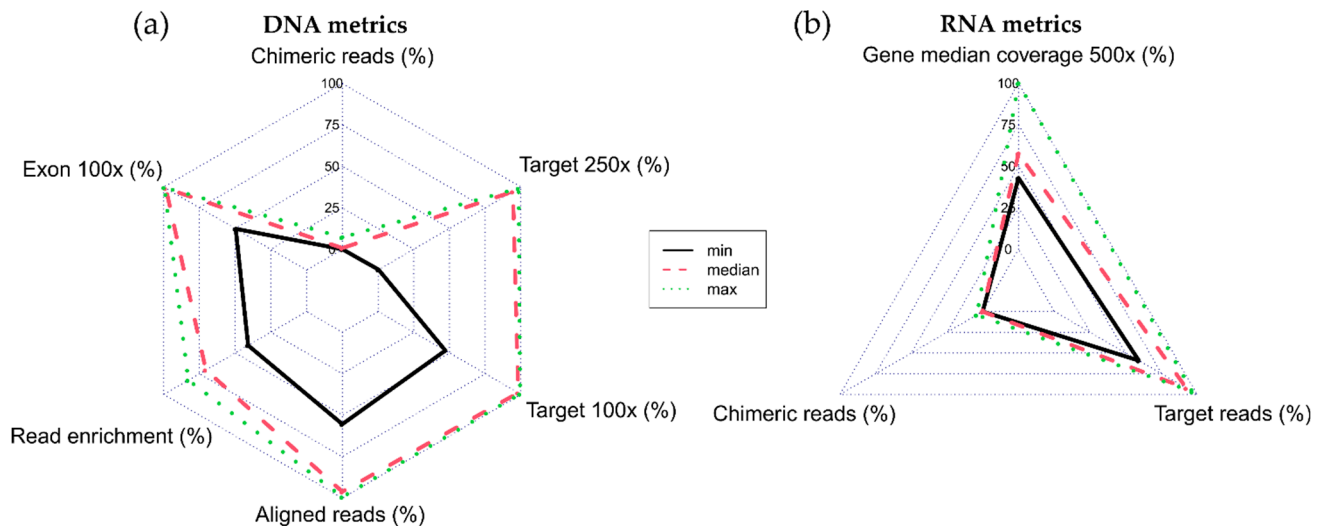 (a)
DNA metrics
Chimeric reads (%)
100
75
50
25
0
Exon 100x (%)
Target 250x (%)
Read enrichment (%)
Target 100x (%)
Aligned reads (%)
min
median
max
(b)
RNA metrics
Gene median coverage 500x (%)
100
75
50
25
0
Chimeric reads (%)
Target reads (%)